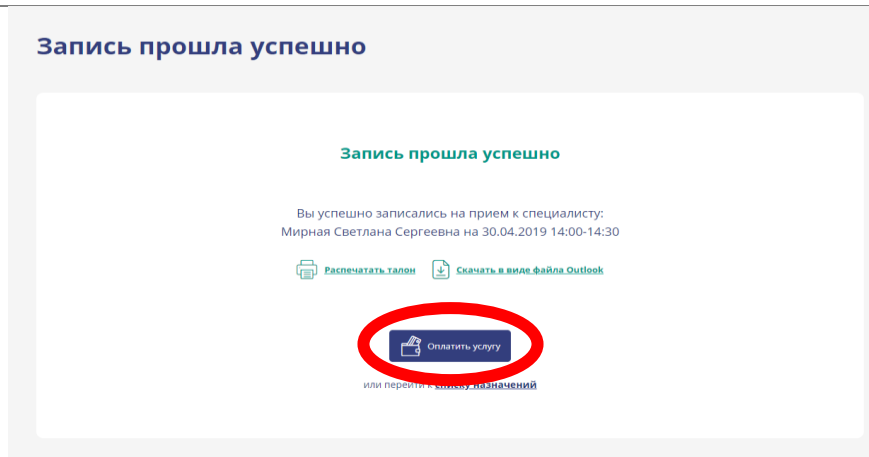 Запись прошла успешно
Запись прошла успешно
Вы успешно записались на прием к специалисту:
Мирная Светлана Сергеевна на 30.04.2019 14:00-14:30
Распечатать талон Скачать в виде файла Outlook
Оплатить услугу
или перейти к списку назначений